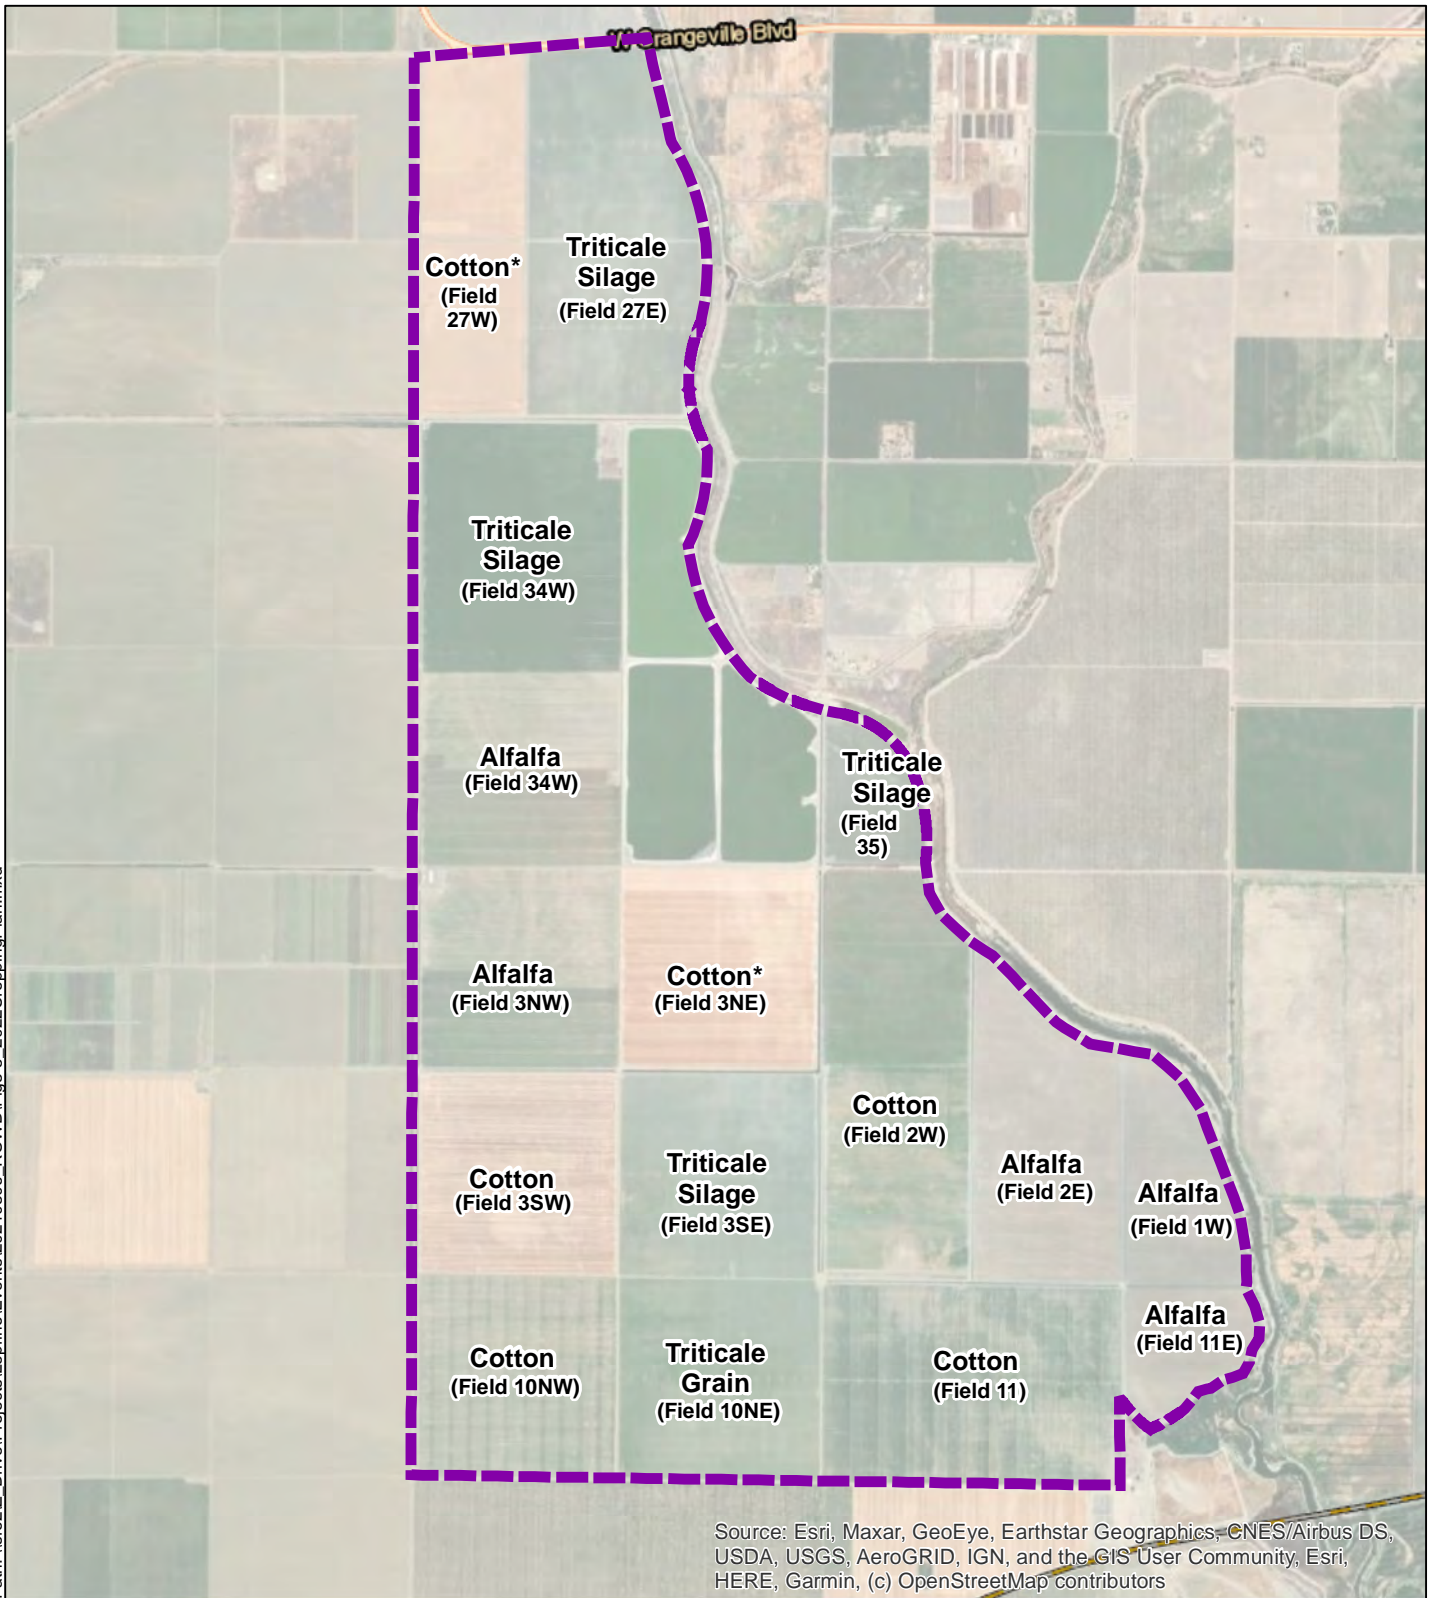 W Grangeville Blvd
Cotton*
(Field
27W)
Triticale
Silage
(Field 27E)
Triticale
Silage
(Field 34W)
Alfalfa
(Field 34W)
Triticale
Silage
(Field
35)
Alfalfa
(Field 3NW)
Cotton*
(Field 3NE)
Cotton
(Field 2W)
Cotton
(Field 3SW)
Triticale
Silage
(Field 3SE)
Alfalfa
(Field 2E)
Alfalfa
(Field 1W)
Alfalfa
(Field 11E)
Cotton
(Field 10NW)
Triticale
Grain
(Field 10NE)
Cotton
(Field 11)
Source: Esri, Maxar, GeoEye, Earthstar Geographics, CNES/Airbus DS,
USDA, USGS, AeroGRID, IGN, and the GIS User Community, Esri,
HERE, Garmin, (c) OpenStreetMap contributors